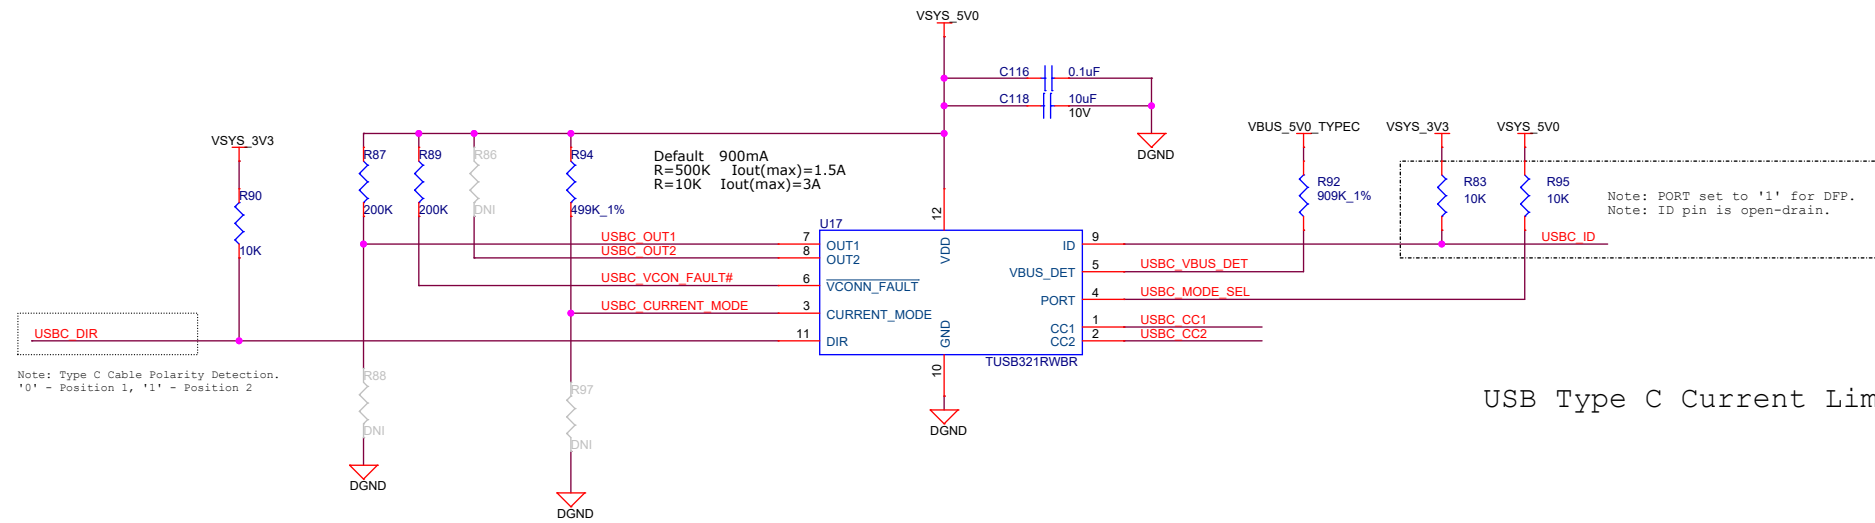 VSYS_5V0
C116 0.1uF
C118 10uF
10V
DGND
VSYS_3V3
R90
10K
R87
200K
R89
200K
R86
DNI
R94
499K_1%
Default 900mA
R=500K Iout(max)=1.5A
R=10K Iout(max)=3A
VBUS_5V0_TYPEC
R92
909K_1%
VSYS_3V3
R83
10K
VSYS_5V0
R95
10K
Note: PORT set to '1' for DFP.
Note: ID pin is open-drain.
U17
12
VDD
USBC_OUT1 7 OUT1
USBC_OUT2 8 OUT2
USBC_VCON_FAULT# 6 VCONN_FAULT
USBC_CURRENT_MODE 3 CURRENT_MODE
11 DIR
ID 9 USBC_ID
VBUS_DET 5 USBC_VBUS_DET
PORT 4 USBC_MODE_SEL
CC1 1 USBC_CC1
CC2 2 USBC_CC2
GND
10
TUSB321RWBR
DGND
USBC_DIR
Note: Type C Cable Polarity Detection.
'0' - Position 1, '1' - Position 2
R88
DNI
DGND
R97
DNI
DGND
USB Type C Current Lim